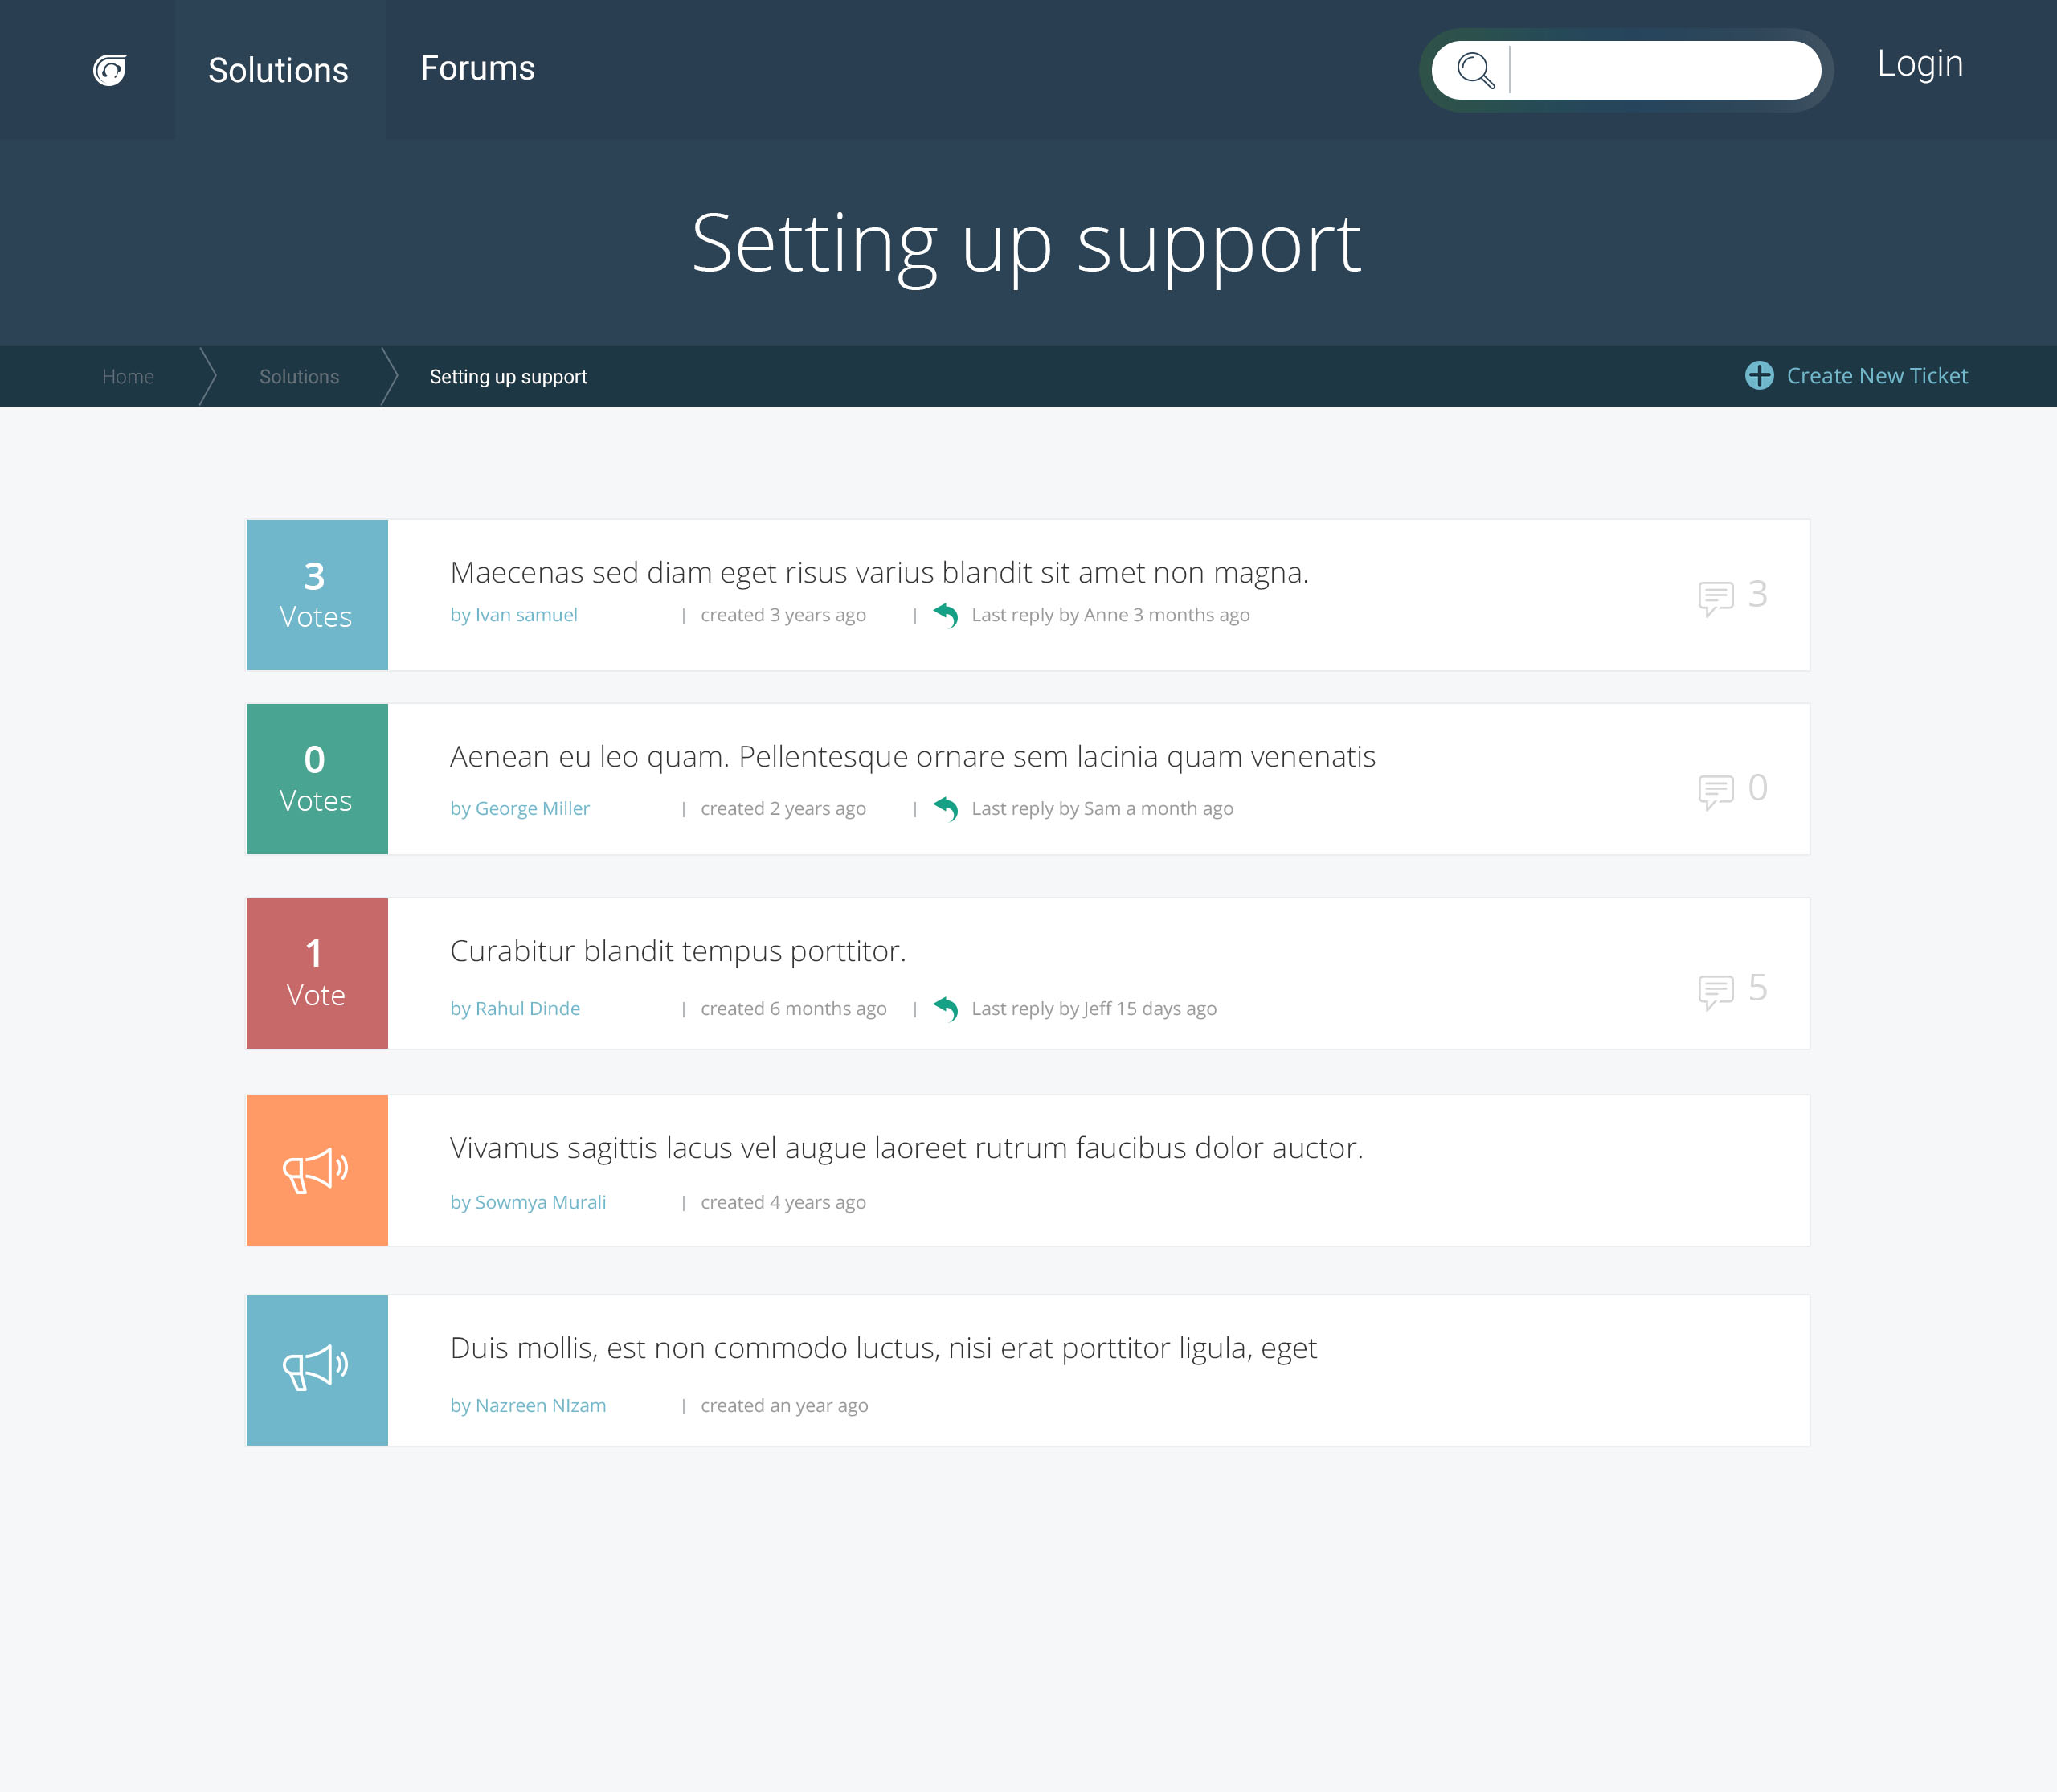 Solutions
Forums
Login
Setting up support
Home
Solutions
Setting up support
Create New Ticket
3
Votes
Maecenas sed diam eget risus varius blandit sit amet non magna.
by Ivan samuel | created 3 years ago | Last reply by Anne 3 months ago
3
0
Votes
Aenean eu leo quam. Pellentesque ornare sem lacinia quam venenatis
by George Miller | created 2 years ago | Last reply by Sam a month ago
0
1
Vote
Curabitur blandit tempus porttitor.
by Rahul Dinde | created 6 months ago | Last reply by Jeff 15 days ago
5
Vivamus sagittis lacus vel augue laoreet rutrum faucibus dolor auctor.
by Sowmya Murali | created 4 years ago
Duis mollis, est non commodo luctus, nisi erat porttitor ligula, eget
by Nazreen NIzam | created an year ago